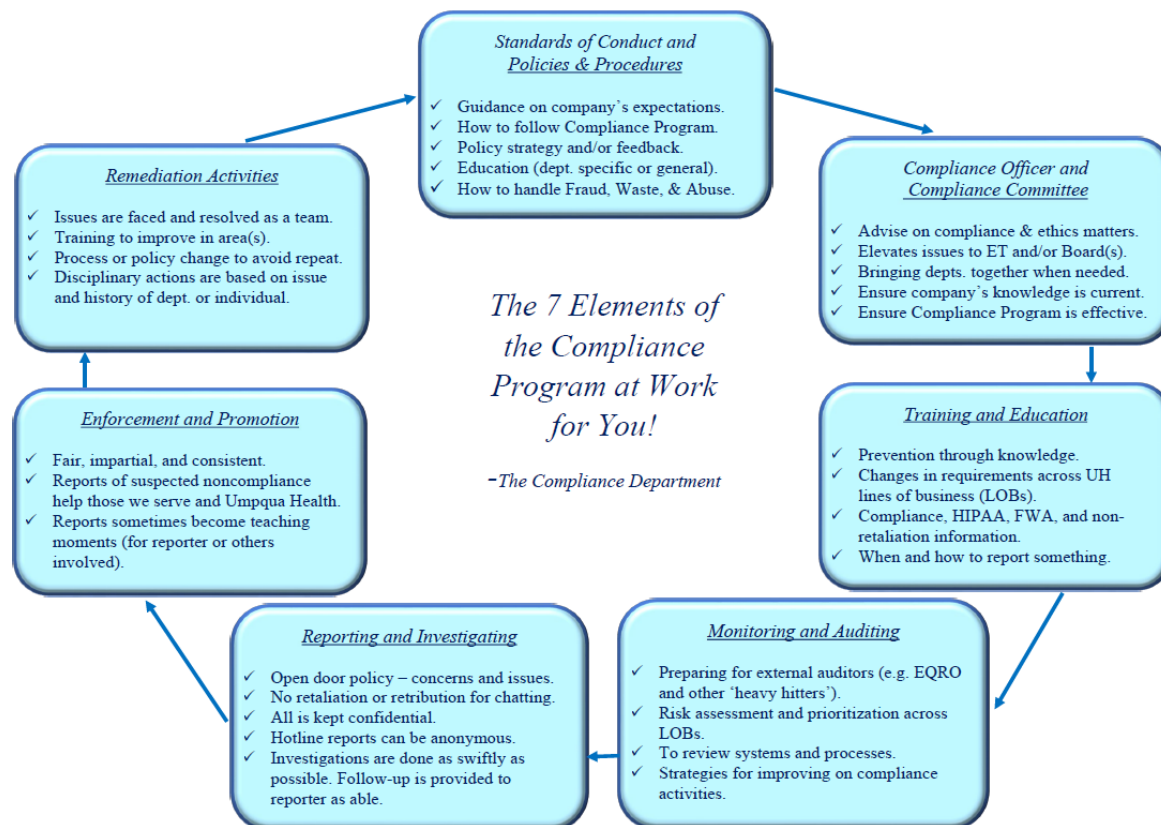 Standards of Conduct and
Policies & Procedures
✓ Guidance on company’s expectations.
✓ How to follow Compliance Program.
✓ Policy strategy and/or feedback.
✓ Education (dept. specific or general).
✓ How to handle Fraud, Waste, & Abuse.
Compliance Officer and
Compliance Committee
✓ Advise on compliance & ethics matters.
✓ Elevates issues to ET and/or Board(s).
✓ Bringing depts. together when needed.
✓ Ensure company’s knowledge is current.
✓ Ensure Compliance Program is effective.
Training and Education
✓ Prevention through knowledge.
✓ Changes in requirements across UH
lines of business (LOBs).
✓ Compliance, HIPAA, FWA, and non-
retaliation information.
✓ When and how to report something.
Monitoring and Auditing
✓ Preparing for external auditors (e.g. EQRO
and other ‘heavy hitters’).
✓ Risk assessment and prioritization across
LOBs.
✓ To review systems and processes.
✓ Strategies for improving on compliance
activities.
Reporting and Investigating
✓ Open door policy – concerns and issues.
✓ No retaliation or retribution for chatting.
✓ All is kept confidential.
✓ Hotline reports can be anonymous.
✓ Investigations are done as swiftly as
possible. Follow-up is provided to
reporter as able.
Enforcement and Promotion
✓ Fair, impartial, and consistent.
✓ Reports of suspected noncompliance
help those we serve and Umpqua Health.
✓ Reports sometimes become teaching
moments (for reporter or others
involved).
Remediation Activities
✓ Issues are faced and resolved as a team.
✓ Training to improve in area(s).
✓ Process or policy change to avoid repeat.
✓ Disciplinary actions are based on issue
and history of dept. or individual.
The 7 Elements of
the Compliance
Program at Work
for You!
-The Compliance Department